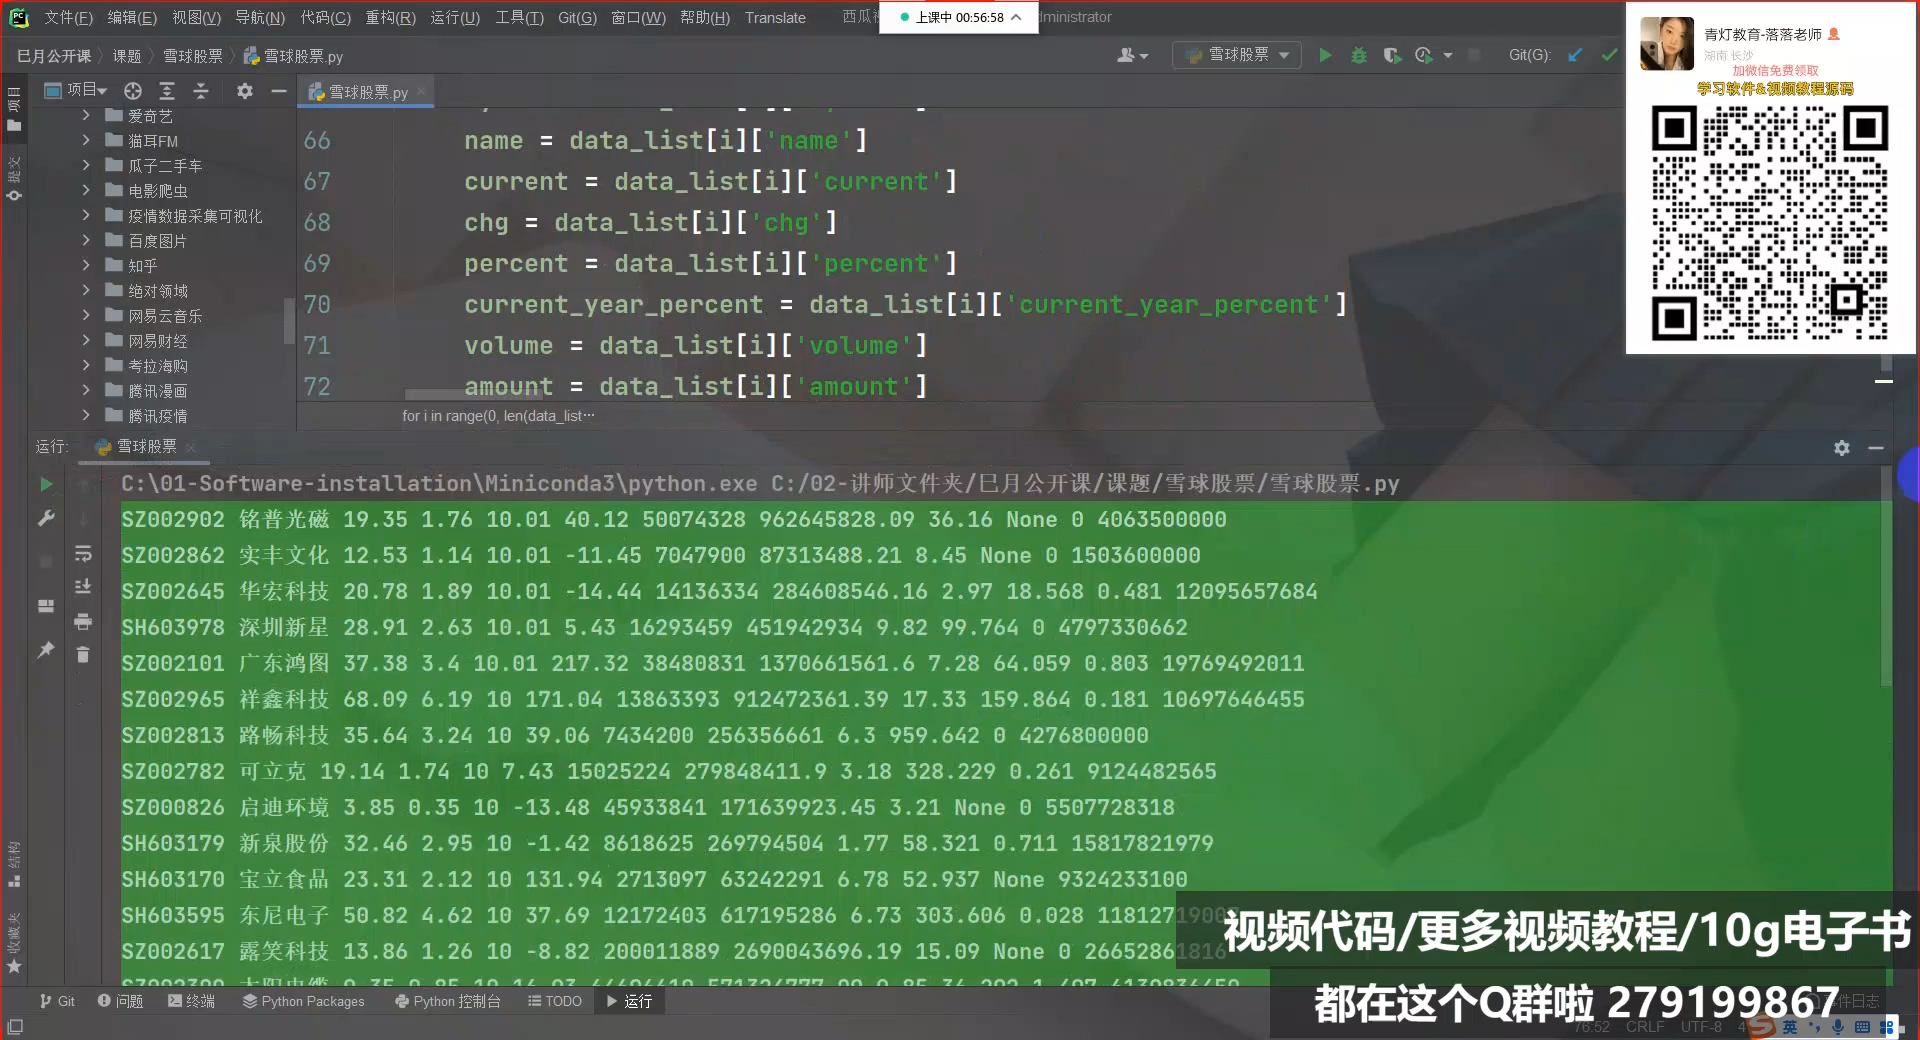 文件(F) 编辑(E) 视图(V) 导航(N) 代码(C) 重构(R) 运行(U) 工具(T) Git(G) 窗口(W) 帮助(H) Translate
上课中 00:56:58
巳月公开课 课题 雪球股票 雪球股票.py
雪球股票 Git(G):
青灯教育-落落老师
湖南 长沙
加微信免费领取
学习软件&视频教程源码
项目
雪球股票.py
项目
提交
爱奇艺
猫耳FM
瓜子二手车
电影爬虫
疫情数据采集可视化
百度图片
知乎
绝对领域
网易云音乐
网易财经
考拉海购
腾讯漫画
腾讯疫情
66 name = data_list[i]['name']
67 current = data_list[i]['current']
68 chg = data_list[i]['chg']
69 percent = data_list[i]['percent']
70 current_year_percent = data_list[i]['current_year_percent']
71 volume = data_list[i]['volume']
72 amount = data_list[i]['amount']
for i in range(0, len(data_list…
运行: 雪球股票
C:\01-Software-installation\Miniconda3\python.exe C:/02-讲师文件夹/巳月公开课/课题/雪球股票/雪球股票.py
SZ002902 铭普光磁 19.35 1.76 10.01 40.12 50074328 962645828.09 36.16 None 0 4063500000
SZ002862 实丰文化 12.53 1.14 10.01 -11.45 7047900 87313488.21 8.45 None 0 1503600000
SZ002645 华宏科技 20.78 1.89 10.01 -14.44 14136334 284608546.16 2.97 18.568 0.481 12095657684
SH603978 深圳新星 28.91 2.63 10.01 5.43 16293459 451942934 9.82 99.764 0 4797330662
SZ002101 广东鸿图 37.38 3.4 10.01 217.32 38480831 1370661561.6 7.28 64.059 0.803 19769492011
SZ002965 祥鑫科技 68.09 6.19 10 171.04 13863393 912472361.39 17.33 159.864 0.181 10697646455
SZ002813 路畅科技 35.64 3.24 10 39.06 7434200 256356661 6.3 959.642 0 4276800000
SZ002782 可立克 19.14 1.74 10 7.43 15025224 279848411.9 3.18 328.229 0.261 9124482565
SZ000826 启迪环境 3.85 0.35 10 -13.48 45933841 171639923.45 3.21 None 0 5507728318
SH603179 新泉股份 32.46 2.95 10 -1.42 8618625 269794504 1.77 58.321 0.711 15817821979
SH603170 宝立食品 23.31 2.12 10 131.94 2713097 63242291 6.78 52.937 None 9324233100
SH603595 东尼电子 50.82 4.62 10 37.69 12172403 617195286 6.73 303.606 0.028
SZ002617 露笑科技 13.86 1.26 10 -8.82 200011889 2690043696.19 15.09 None 0
结构
收藏夹
视频代码/更多视频教程/10g电子书
都在这个Q群啦 279199867
Git 问题 终端 Python Packages Python 控制台 TODO 运行 事件日志
76:52 CRLF UTF-8 英